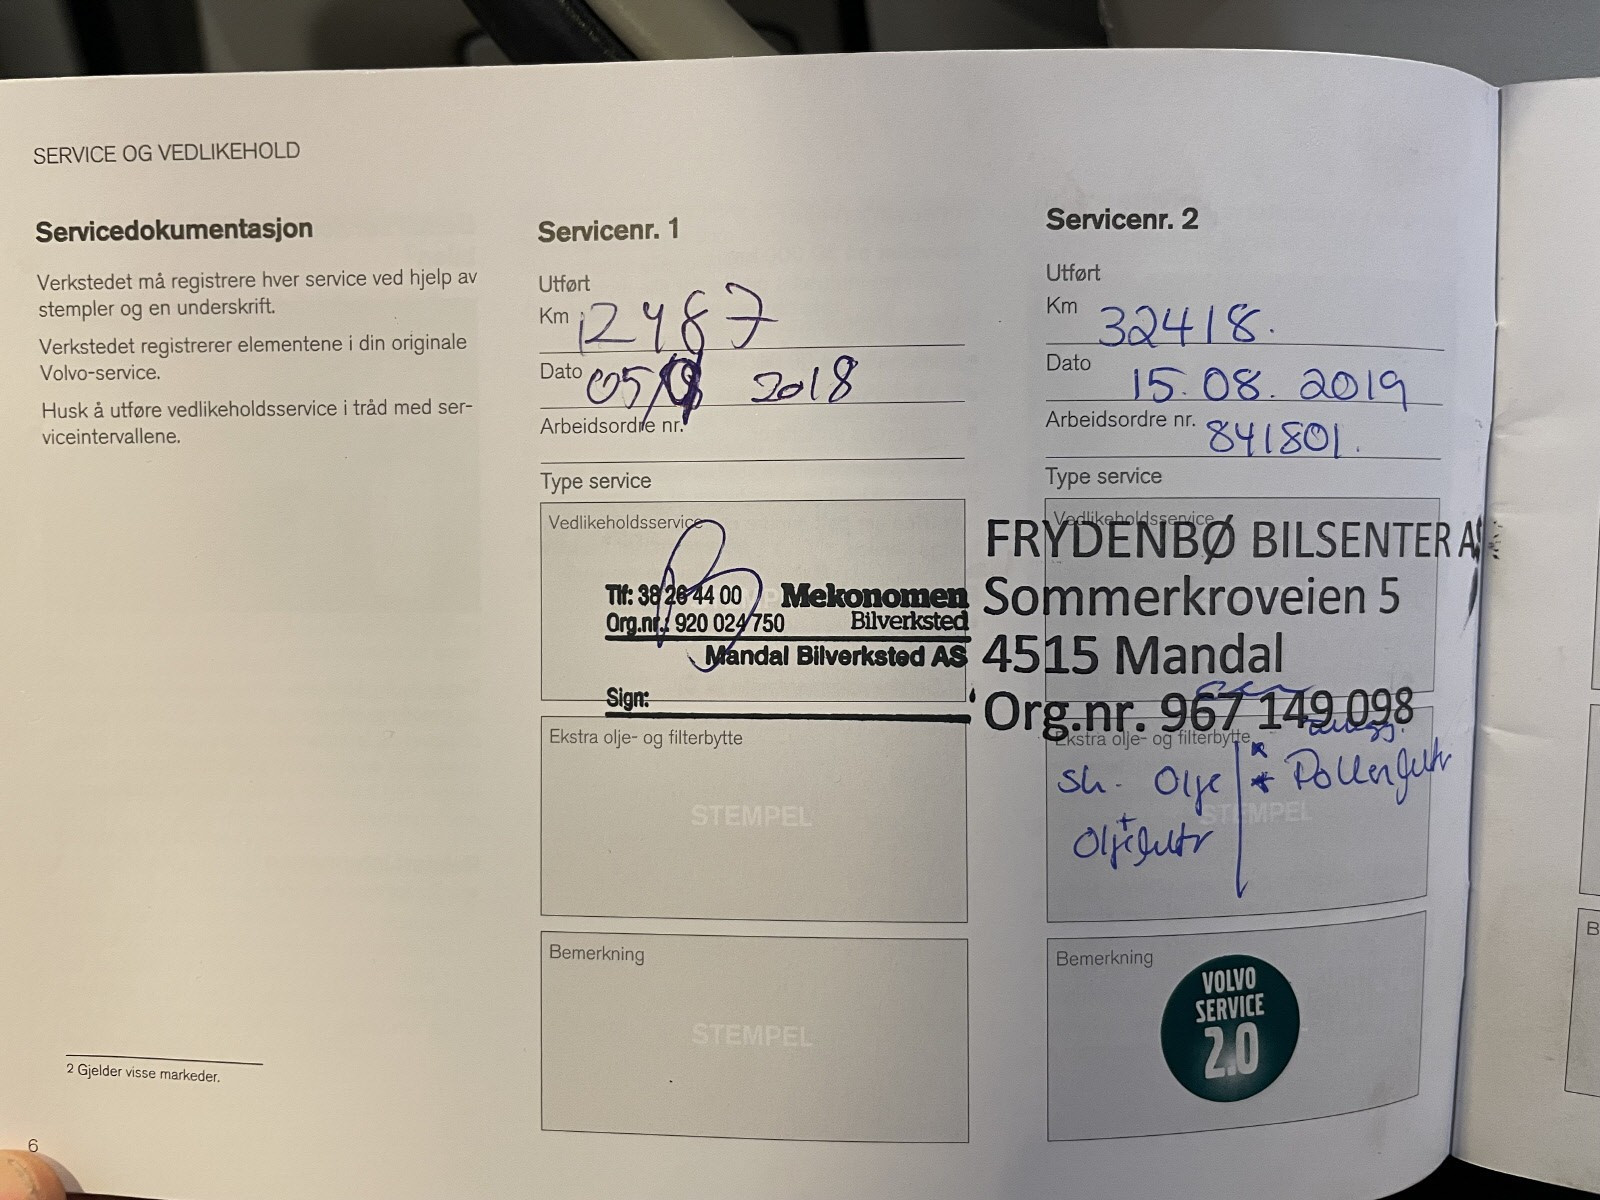 SERVICE OG VEDLIKEHOLD
Servicedokumentasjon
Verkstedet må registrere hver service ved hjelp av
stempler og en underskrift.
Verkstedet registrerer elementene i din originale
Volvo-service.
Husk å utføre vedlikeholdsservice i tråd med ser-
viceintervallene.
2 Gjelder visse markeder.
6
Servicenr. 1
Utført
Km 12487
Dato 05/ 2018
Arbeidsordre nr.
Type service
Vedlikeholdsservice
Tlf: 38 26 44 00 Mekonomen
Org.nr.: 920 024 750 Bilverksted
Mandal Bilverksted AS
Sign:
Ekstra olje- og filterbytte
STEMPEL
Bemerkning
STEMPEL
Servicenr. 2
Utført
Km 32418.
Dato 15.08. 2019
Arbeidsordre nr. 841801.
Type service
Vedlikeholdsservice
FRYDENBØ BILSENTER AS
Sommerkroveien 5
4515 Mandal
Org.nr. 967 149 098
Ekstra olje- og filterbytte
Sk. Olje
+
Oljefilter
* Pollenfilter
STEMPEL
Bemerkning
VOLVO
SERVICE
2.0
B